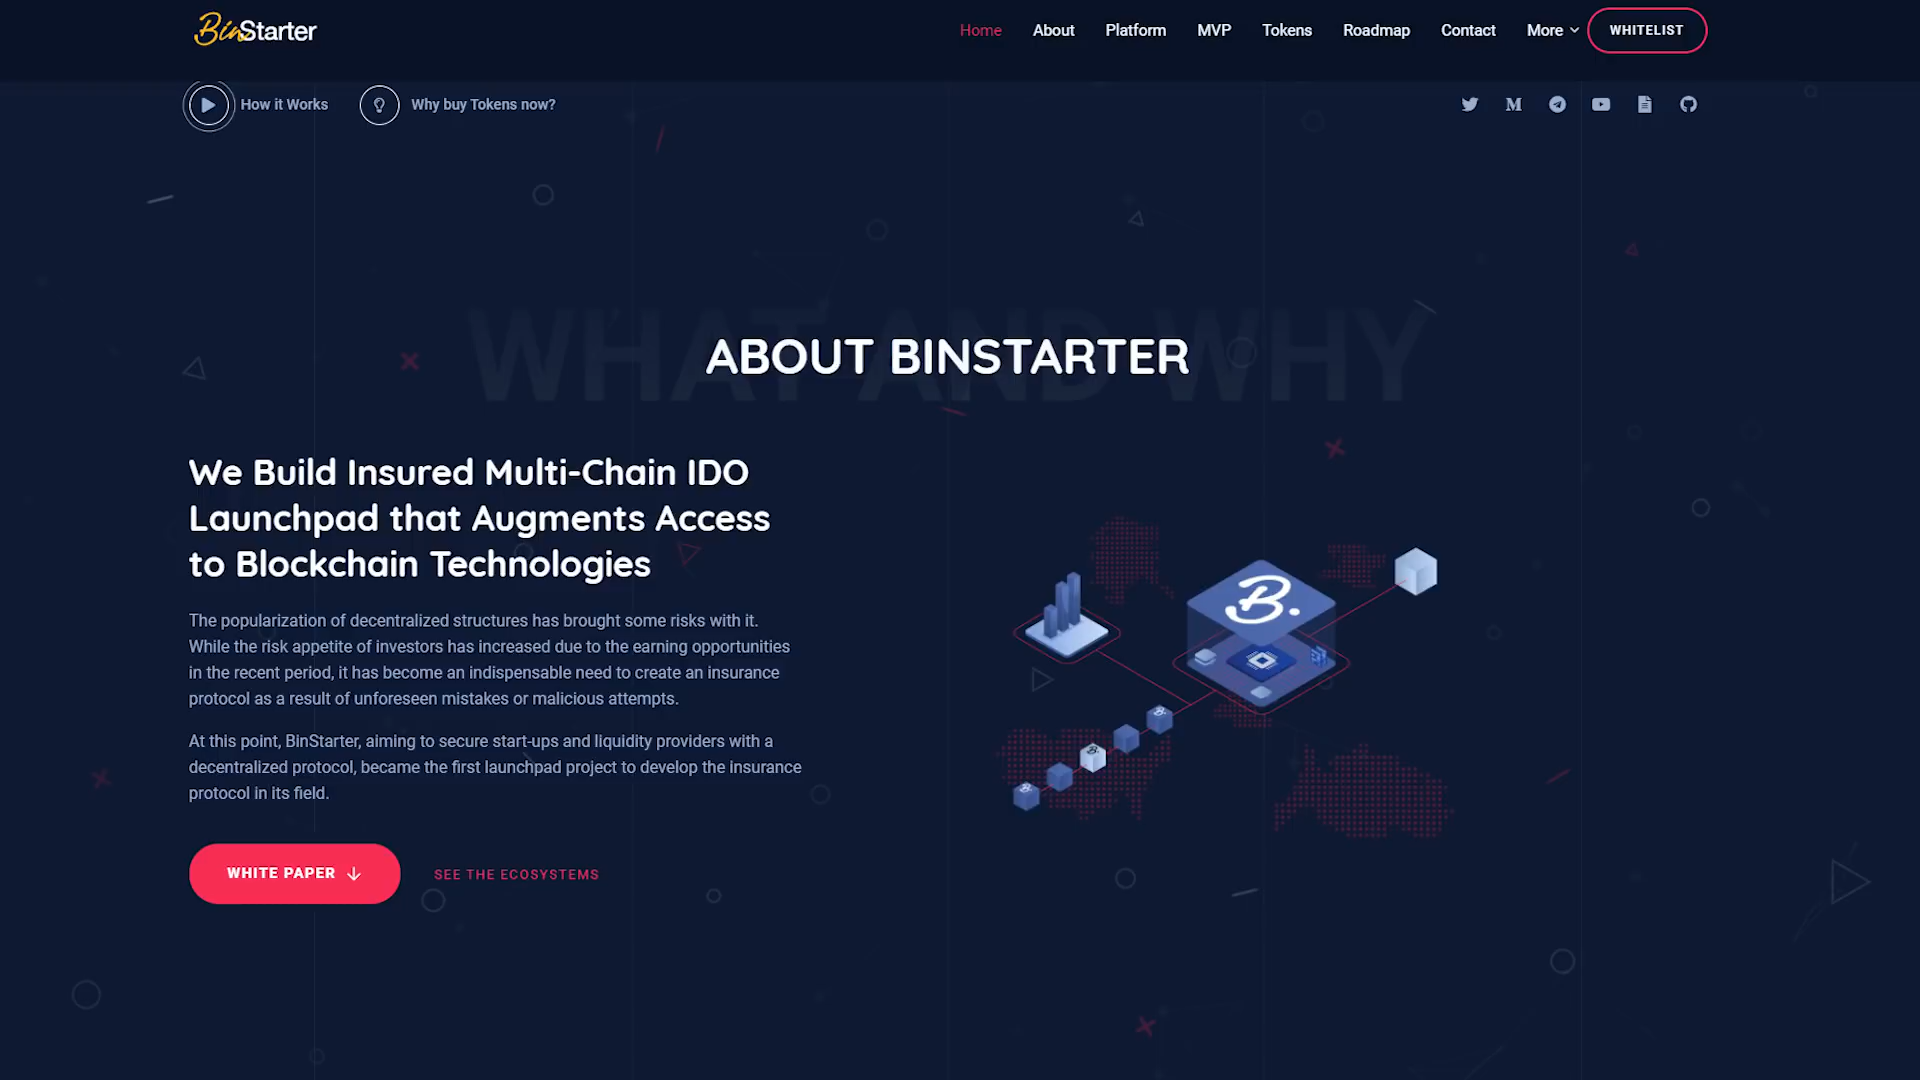 BinStarter
Home
About
Platform
MVP
Tokens
Roadmap
Contact
More
WHITELIST
How it Works
Why buy Tokens now?
WHAT AND WHY
ABOUT BINSTARTER
We Build Insured Multi-Chain IDO
Launchpad that Augments Access
to Blockchain Technologies
The popularization of decentralized structures has brought some risks with it.
While the risk appetite of investors has increased due to the earning opportunities
in the recent period, it has become an indispensable need to create an insurance
protocol as a result of unforeseen mistakes or malicious attempts.
At this point, BinStarter, aiming to secure start-ups and liquidity providers with a
decentralized protocol, became the first launchpad project to develop the insurance
protocol in its field.
B.
WHITE PAPER
SEE THE ECOSYSTEMS